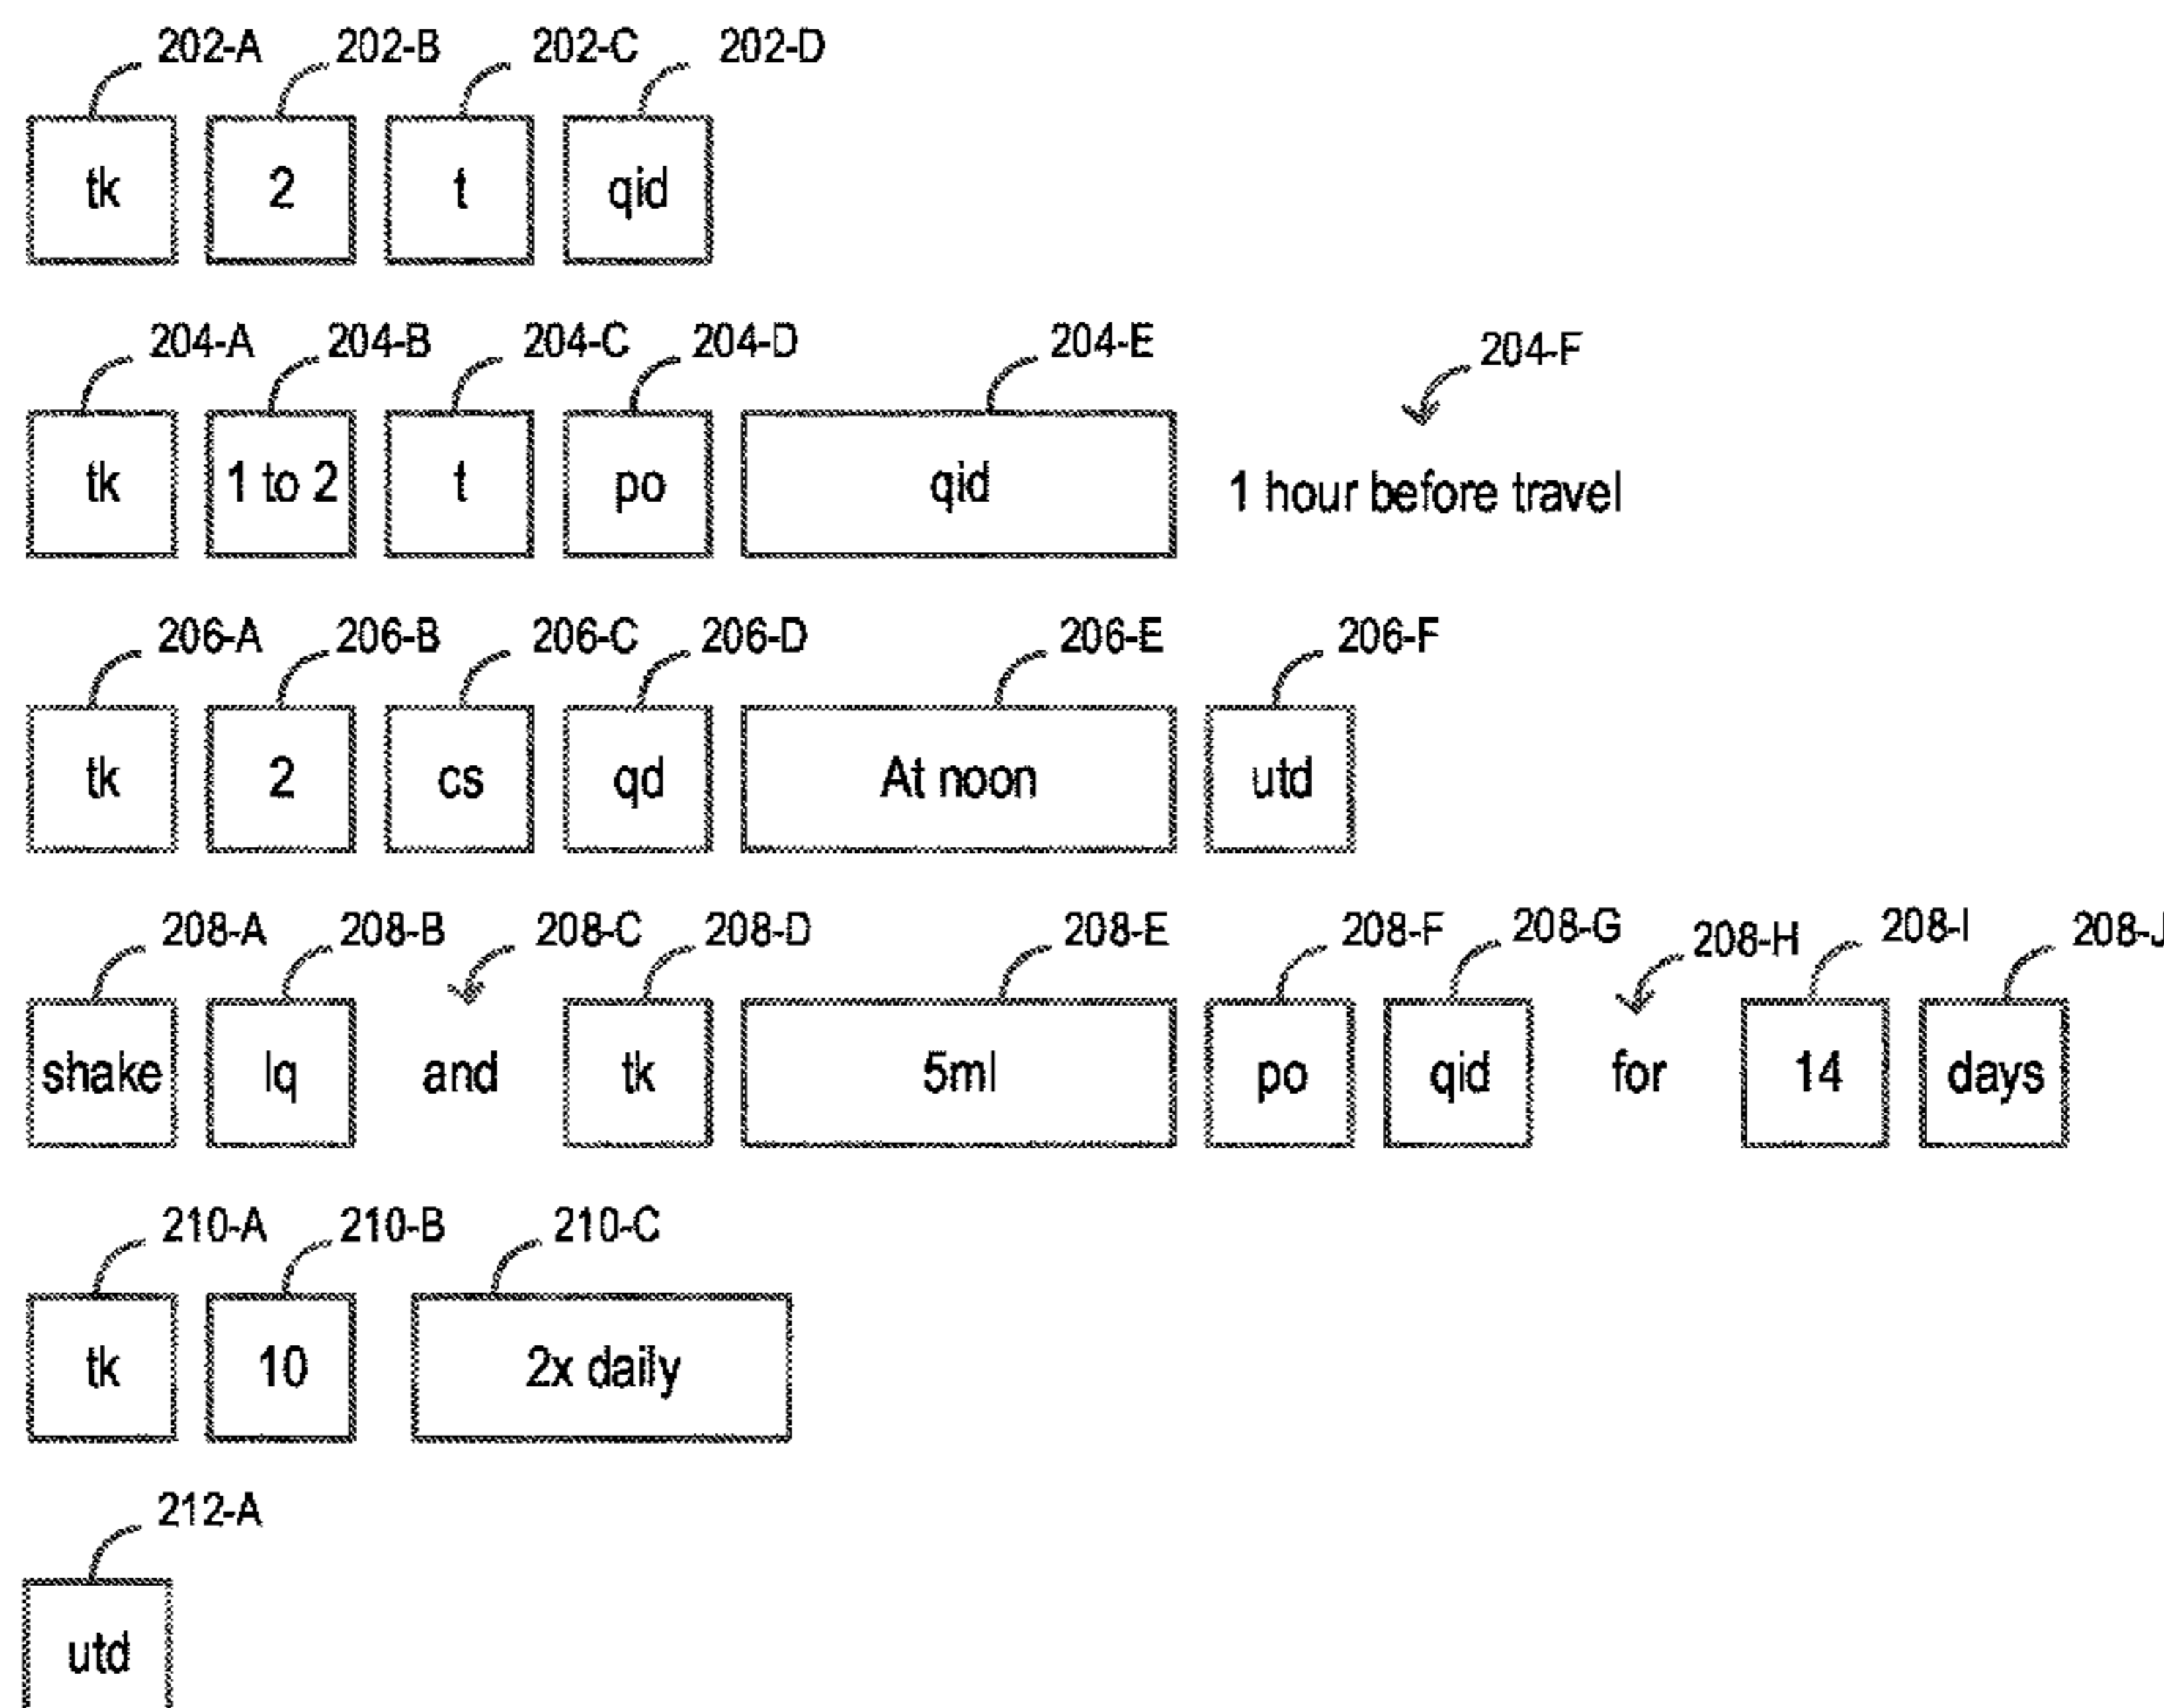 202-A 202-B 202-C 202-D
tk 2 t qid
204-A 204-B 204-C 204-D 204-E 204-F
tk 1 to 2 t po qid 1 hour before travel
206-A 206-B 206-C 206-D 206-E 206-F
tk 2 cs qd At noon utd
208-A 208-B 208-C 208-D 208-E 208-F 208-G 208-H 208-I 208-J
shake lq and tk 5ml po qid for 14 days
210-A 210-B 210-C
tk 10 2x daily
212-A
utd